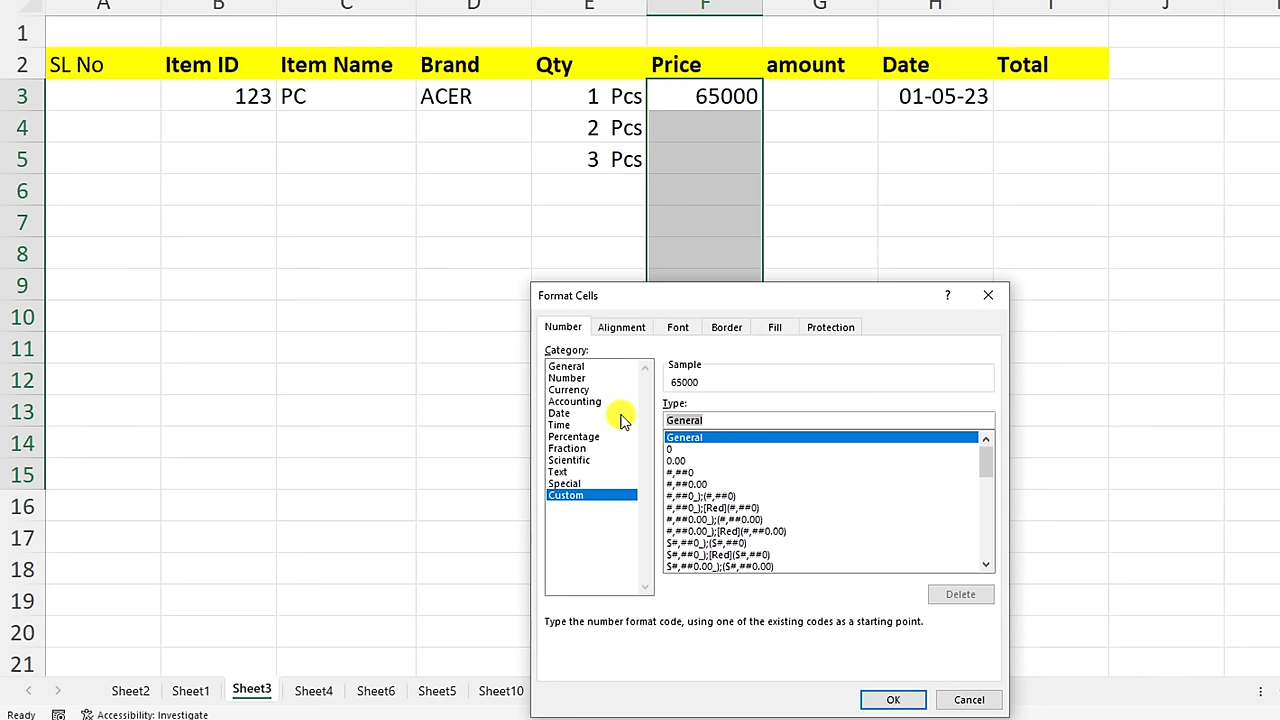 A B C D E F G H I J
1
2 SL No Item ID Item Name Brand Qty Price amount Date Total
3 123 PC ACER 1 Pcs 65000 01-05-23
4 2 Pcs
5 3 Pcs
6
7
8
9
10
11
12
13
14
15
16
17
18
19
20
21
Format Cells ?
Number Alignment Font Border Fill Protection
Category:
General
Number
Currency
Accounting
Date
Time
Percentage
Fraction
Scientific
Text
Special
Custom
Sample
65000
Type:
General
General
0
0.00
#,##0
#,##0.00
#,##0_);(#,##0)
#,##0_);[Red](#,##0)
#,##0.00_);(#,##0.00)
#,##0.00_);[Red](#,##0.00)
$#,##0_);($#,##0)
$#,##0_);[Red]($#,##0)
$#,##0.00_);($#,##0.00)
Delete
Type the number format code, using one of the existing codes as a starting point.
OK Cancel
Sheet2 Sheet1 Sheet3 Sheet4 Sheet6 Sheet5 Sheet10
Ready Accessibility: Investigate